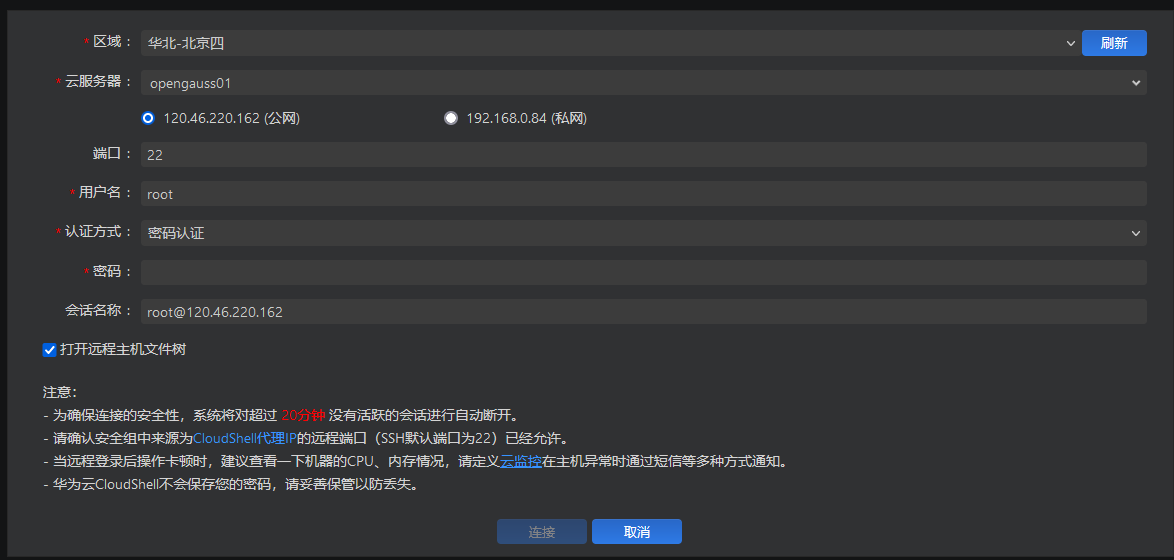 * 区域： 华北-北京四 刷新
* 云服务器： opengauss01
120.46.220.162 (公网) 192.168.0.84 (私网)
端口： 22
* 用户名： root
* 认证方式： 密码认证
* 密码：
会话名称： root@120.46.220.162
打开远程主机文件树
注意：
- 为确保连接的安全性，系统将对超过 20分钟 没有活跃的会话进行自动断开。
- 请确认安全组中来源为CloudShell代理IP的远程端口（SSH默认端口为22）已经允许。
- 当远程登录后操作卡顿时，建议查看一下机器的CPU、内存情况，请定义云监控在主机异常时通过短信等多种方式通知。
- 华为云CloudShell不会保存您的密码，请妥善保管以防丢失。
连接 取消